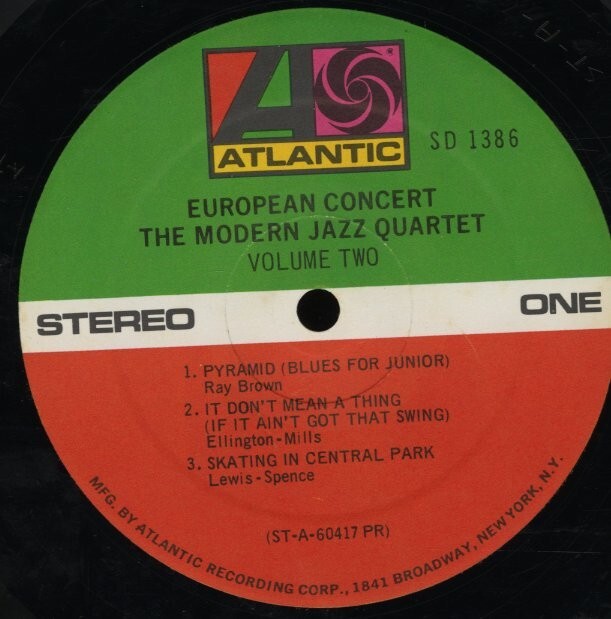 ATLANTIC
SD 1386
EUROPEAN CONCERT
THE MODERN JAZZ QUARTET
VOLUME TWO
STEREO
ONE
1. PYRAMID (BLUES FOR JUNIOR)
Ray Brown
2. IT DON'T MEAN A THING
(IF IT AIN'T GOT THAT SWING)
Ellington-Mills
3. SKATING IN CENTRAL PARK
Lewis-Spence
(ST-A-60417 PR)
MFG. BY ATLANTIC RECORDING CORP., 1841 BROADWAY, NEW YORK, N.Y.